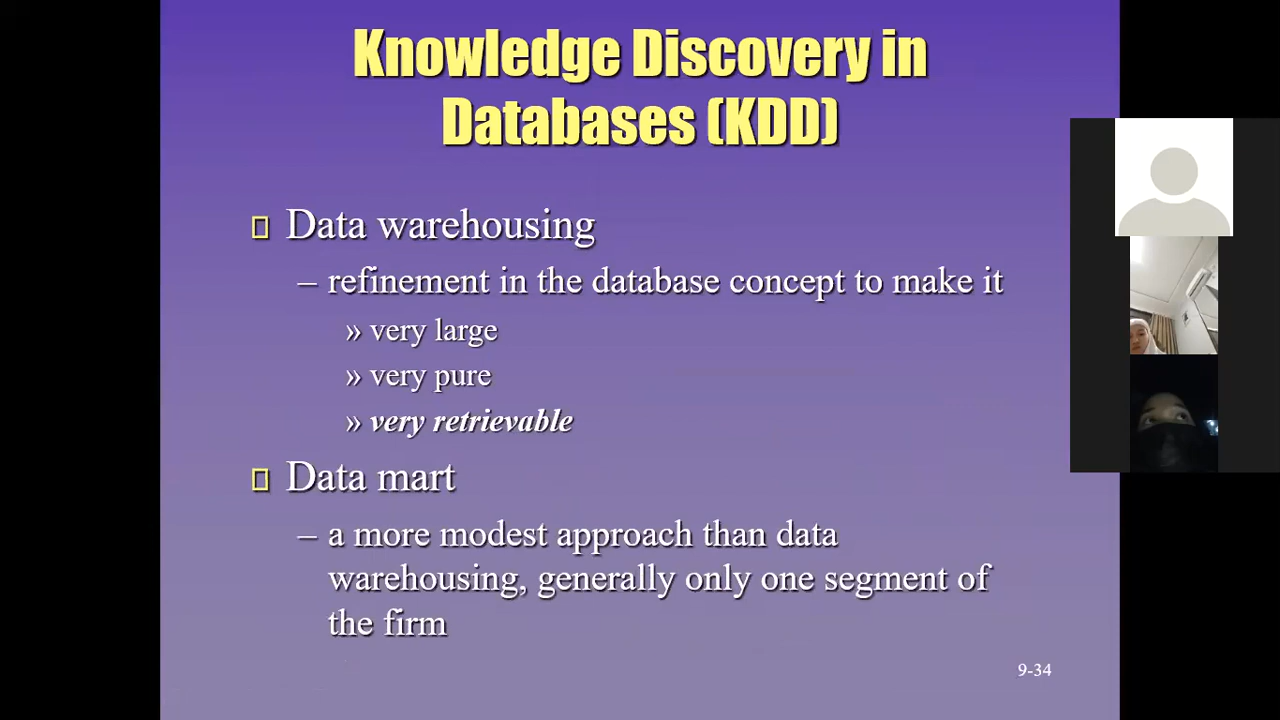 Knowledge Discovery in
Databases (KDD)
Data warehousing
– refinement in the database concept to make it
» very large
» very pure
» very retrievable
Data mart
– a more modest approach than data
warehousing, generally only one segment of
the firm
9-34